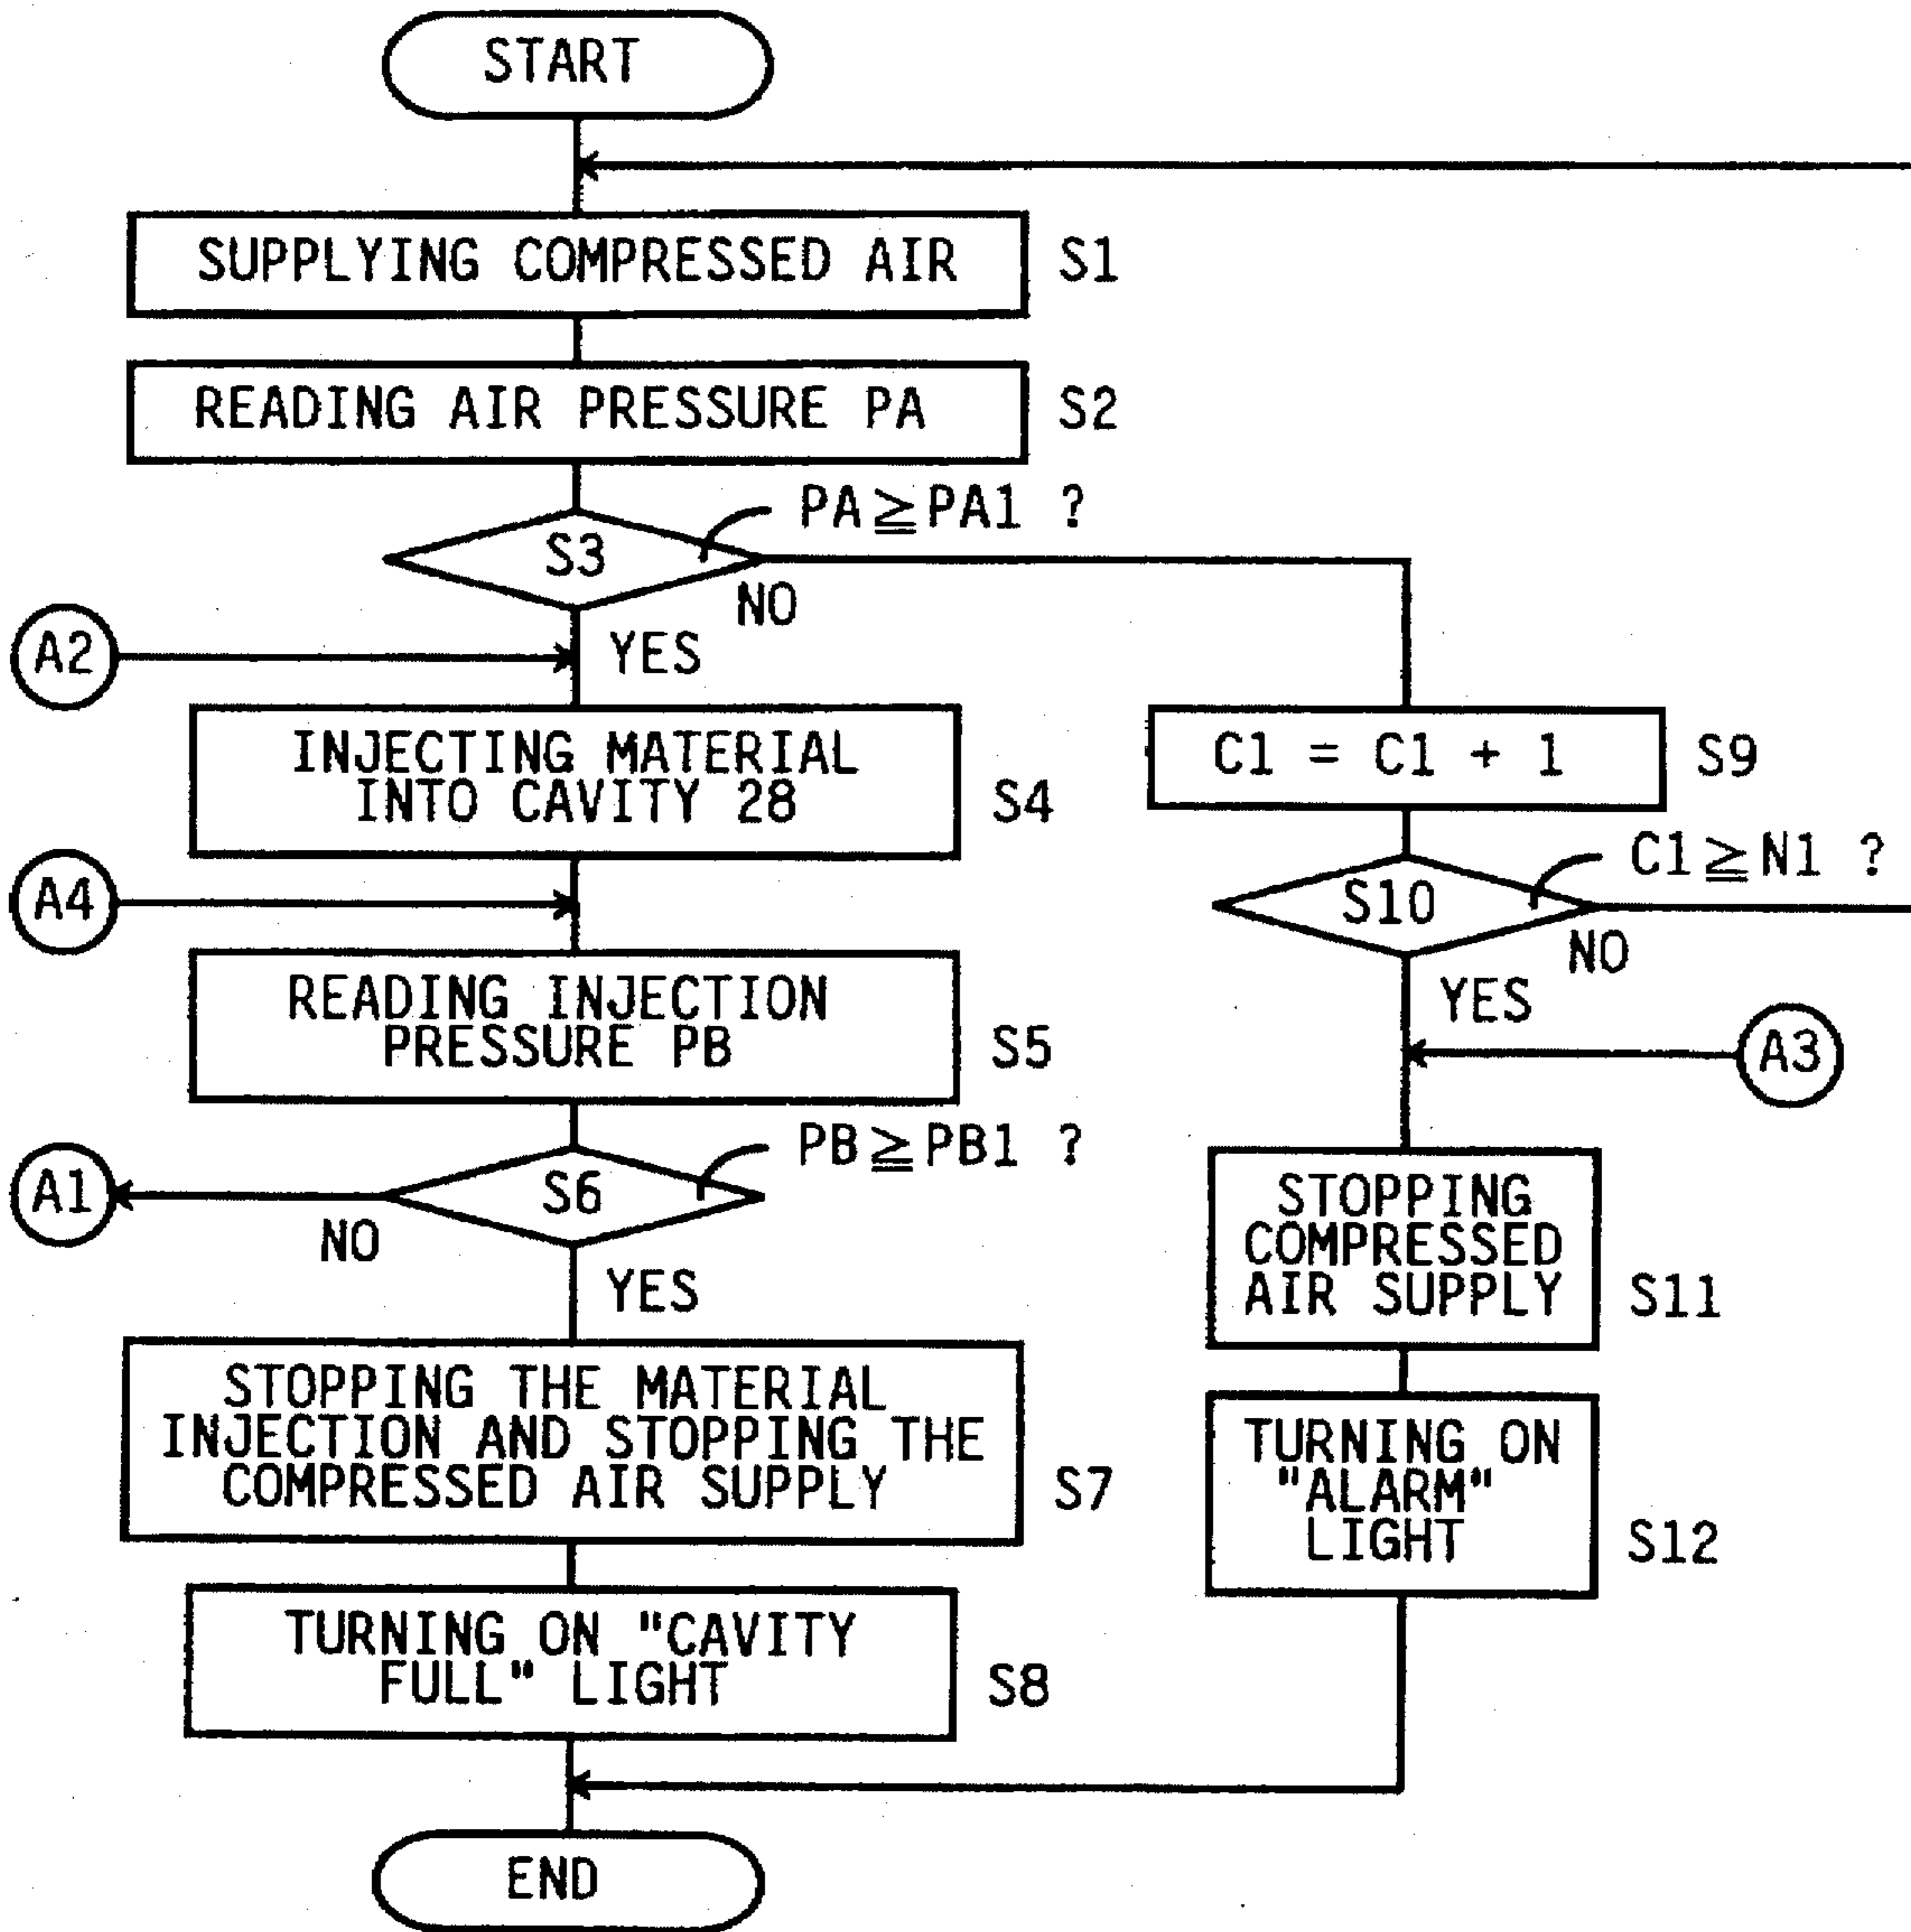 START
SUPPLYING COMPRESSED AIR
S1
READING AIR PRESSURE PA
S2
PA≧PA1 ?
S3
NO
YES
A2
INJECTING MATERIAL
INTO CAVITY 28
S4
A4
READING INJECTION
PRESSURE PB
S5
PB≧PB1 ?
S6
A1
NO
YES
STOPPING THE MATERIAL
INJECTION AND STOPPING THE
COMPRESSED AIR SUPPLY
S7
TURNING ON "CAVITY
FULL" LIGHT
S8
END
C1 = C1 + 1
S9
C1≧N1 ?
S10
NO
YES
A3
STOPPING
COMPRESSED
AIR SUPPLY
S11
TURNING ON
"ALARM"
LIGHT
S12